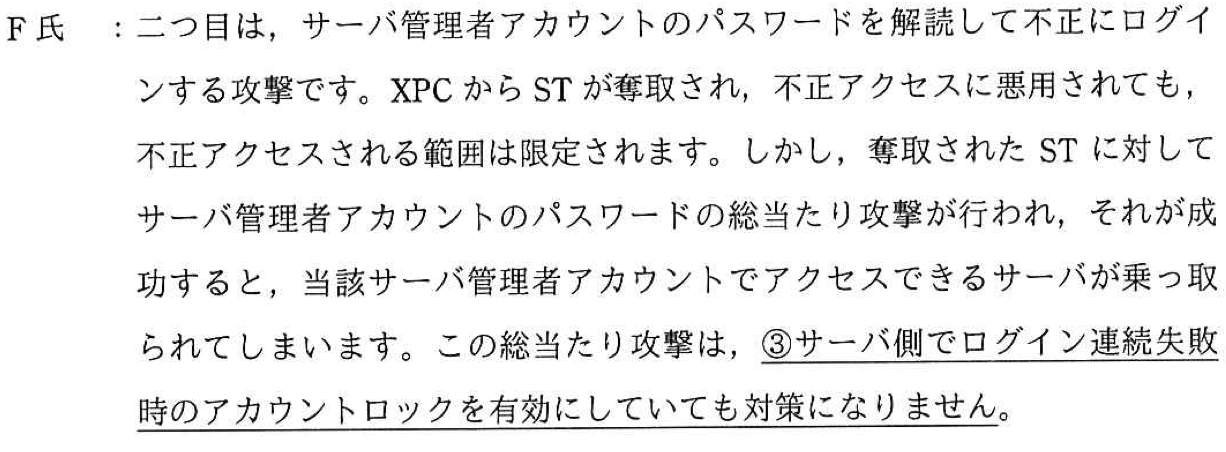 F氏　：二つ目は，サーバ管理者アカウントのパスワードを解読して不正にログイ
ンする攻撃です。XPC から ST が奪取され，不正アクセスに悪用されても，
不正アクセスされる範囲は限定されます。しかし，奪取された ST に対して
サーバ管理者アカウントのパスワードの総当たり攻撃が行われ，それが成
功すると，当該サーバ管理者アカウントでアクセスできるサーバが乗っ取
られてしまいます。この総当たり攻撃は，③サーバ側でログイン連続失敗
時のアカウントロックを有効にしていても対策になりません。